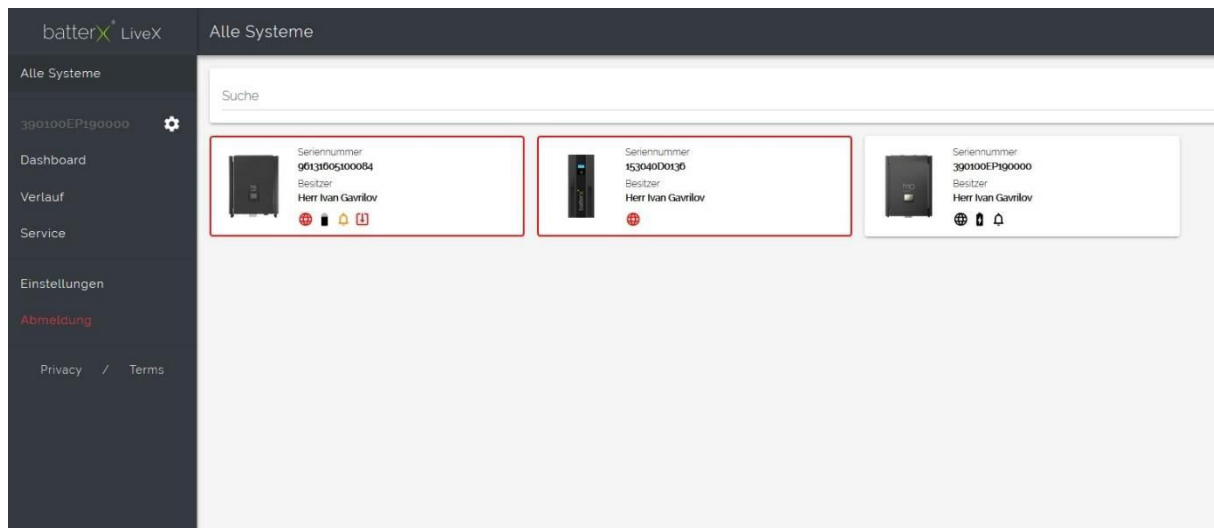 batterX LiveX
Alle Systeme
Alle Systeme
390100EP190000
Dashboard
Verlauf
Service
Einstellungen
Abmeldung
Privacy / Terms
Suche
Seriennummer
96131605100084
Besitzer
Herr Ivan Gavrilov
Seriennummer
153040D0136
Besitzer
Herr Ivan Gavrilov
Seriennummer
390100EP190000
Besitzer
Herr Ivan Gavrilov